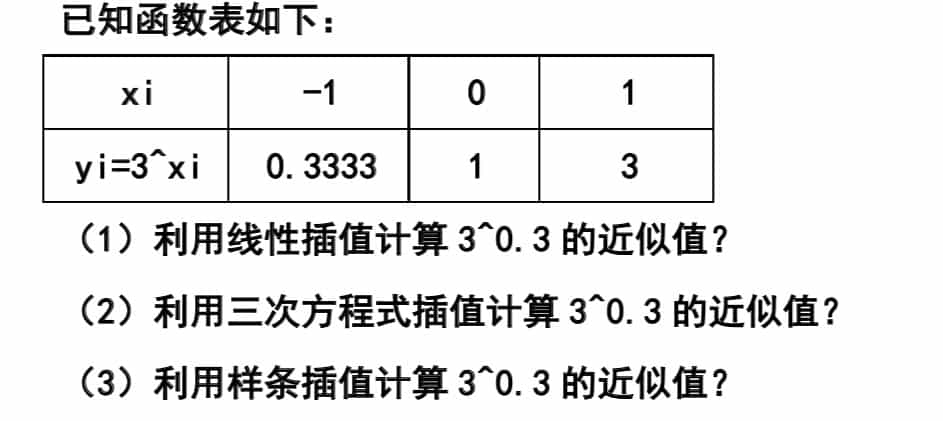 已知函数表如下：
xi -1 0 1
yi=3^xi 0.3333 1 3
（1）利用线性插值计算 3^0.3 的近似值？
（2）利用三次方程式插值计算 3^0.3 的近似值？
（3）利用样条插值计算 3^0.3 的近似值？